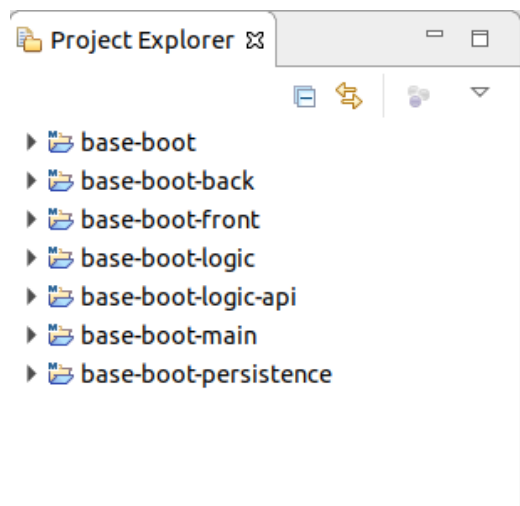 Project Explorer
base-boot
base-boot-back
base-boot-front
base-boot-logic
base-boot-logic-api
base-boot-main
base-boot-persistence